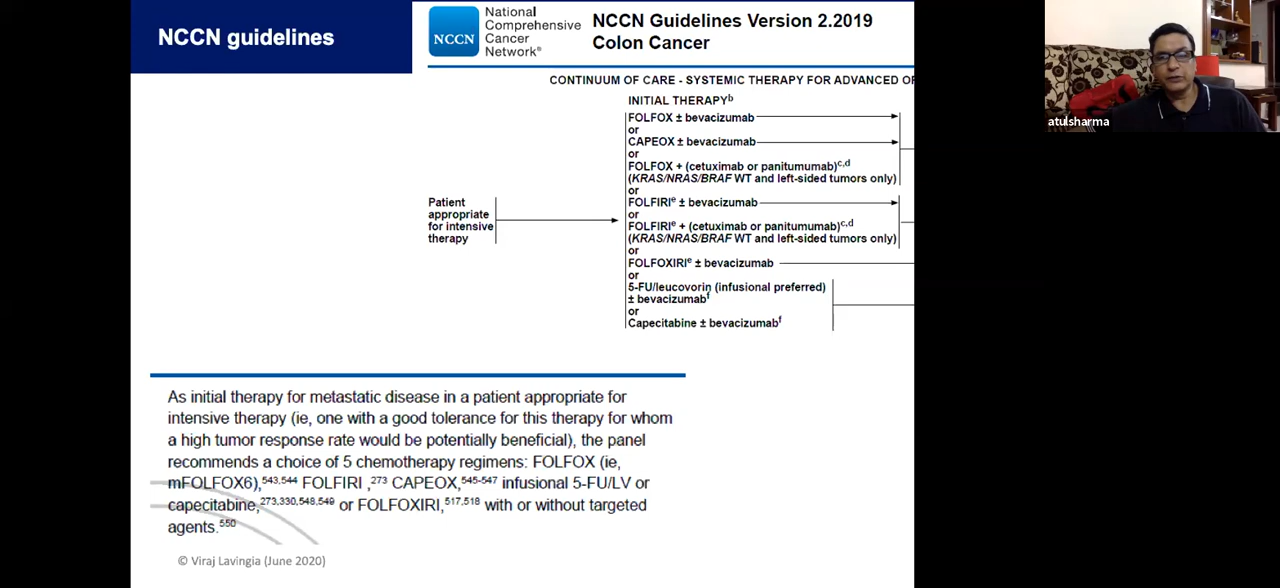 NCCN guidelines
National
Comprehensive
Cancer
Network®
NCCN
NCCN Guidelines Version 2.2019
Colon Cancer
CONTINUUM OF CARE - SYSTEMIC THERAPY FOR ADVANCED O
INITIAL THERAPYᵇ
FOLFOX ± bevacizumab
or
CAPEOX ± bevacizumab
or
FOLFOX + (cetuximab or panitumumab)ᶜ,ᵈ
(KRAS/NRAS/BRAF WT and left-sided tumors only)
or
FOLFIRIᵉ ± bevacizumab
or
FOLFIRIᵉ + (cetuximab or panitumumab)ᶜ,ᵈ
(KRAS/NRAS/BRAF WT and left-sided tumors only)
or
FOLFOXIRIᵉ ± bevacizumab
or
5-FU/leucovorin (infusional preferred)
± bevacizumabᶠ
or
Capecitabine ± bevacizumabᶠ
Patient
appropriate
for intensive
therapy
As initial therapy for metastatic disease in a patient appropriate for
intensive therapy (ie, one with a good tolerance for this therapy for whom
a high tumor response rate would be potentially beneficial), the panel
recommends a choice of 5 chemotherapy regimens: FOLFOX (ie,
mFOLFOX6),⁵⁴³,⁵⁴⁴ FOLFIRI ,²⁷³ CAPEOX,⁵⁴⁵⁻⁵⁴⁷ infusional 5-FU/LV or
capecitabine,²⁷³,³³⁰,⁵⁴⁸,⁵⁴⁹ or FOLFOXIRI,⁵¹⁷,⁵¹⁸ with or without targeted
agents.⁵⁵⁰
© Viraj Lavingia (June 2020)
atulsharma